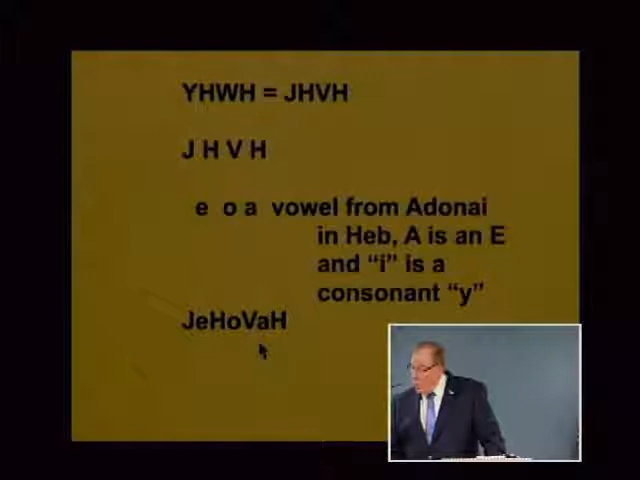 YHWH = JHVH
J H V H
e o a vowel from Adonai
in Heb, A is an E
and “i” is a
consonant “y”
JeHoVaH